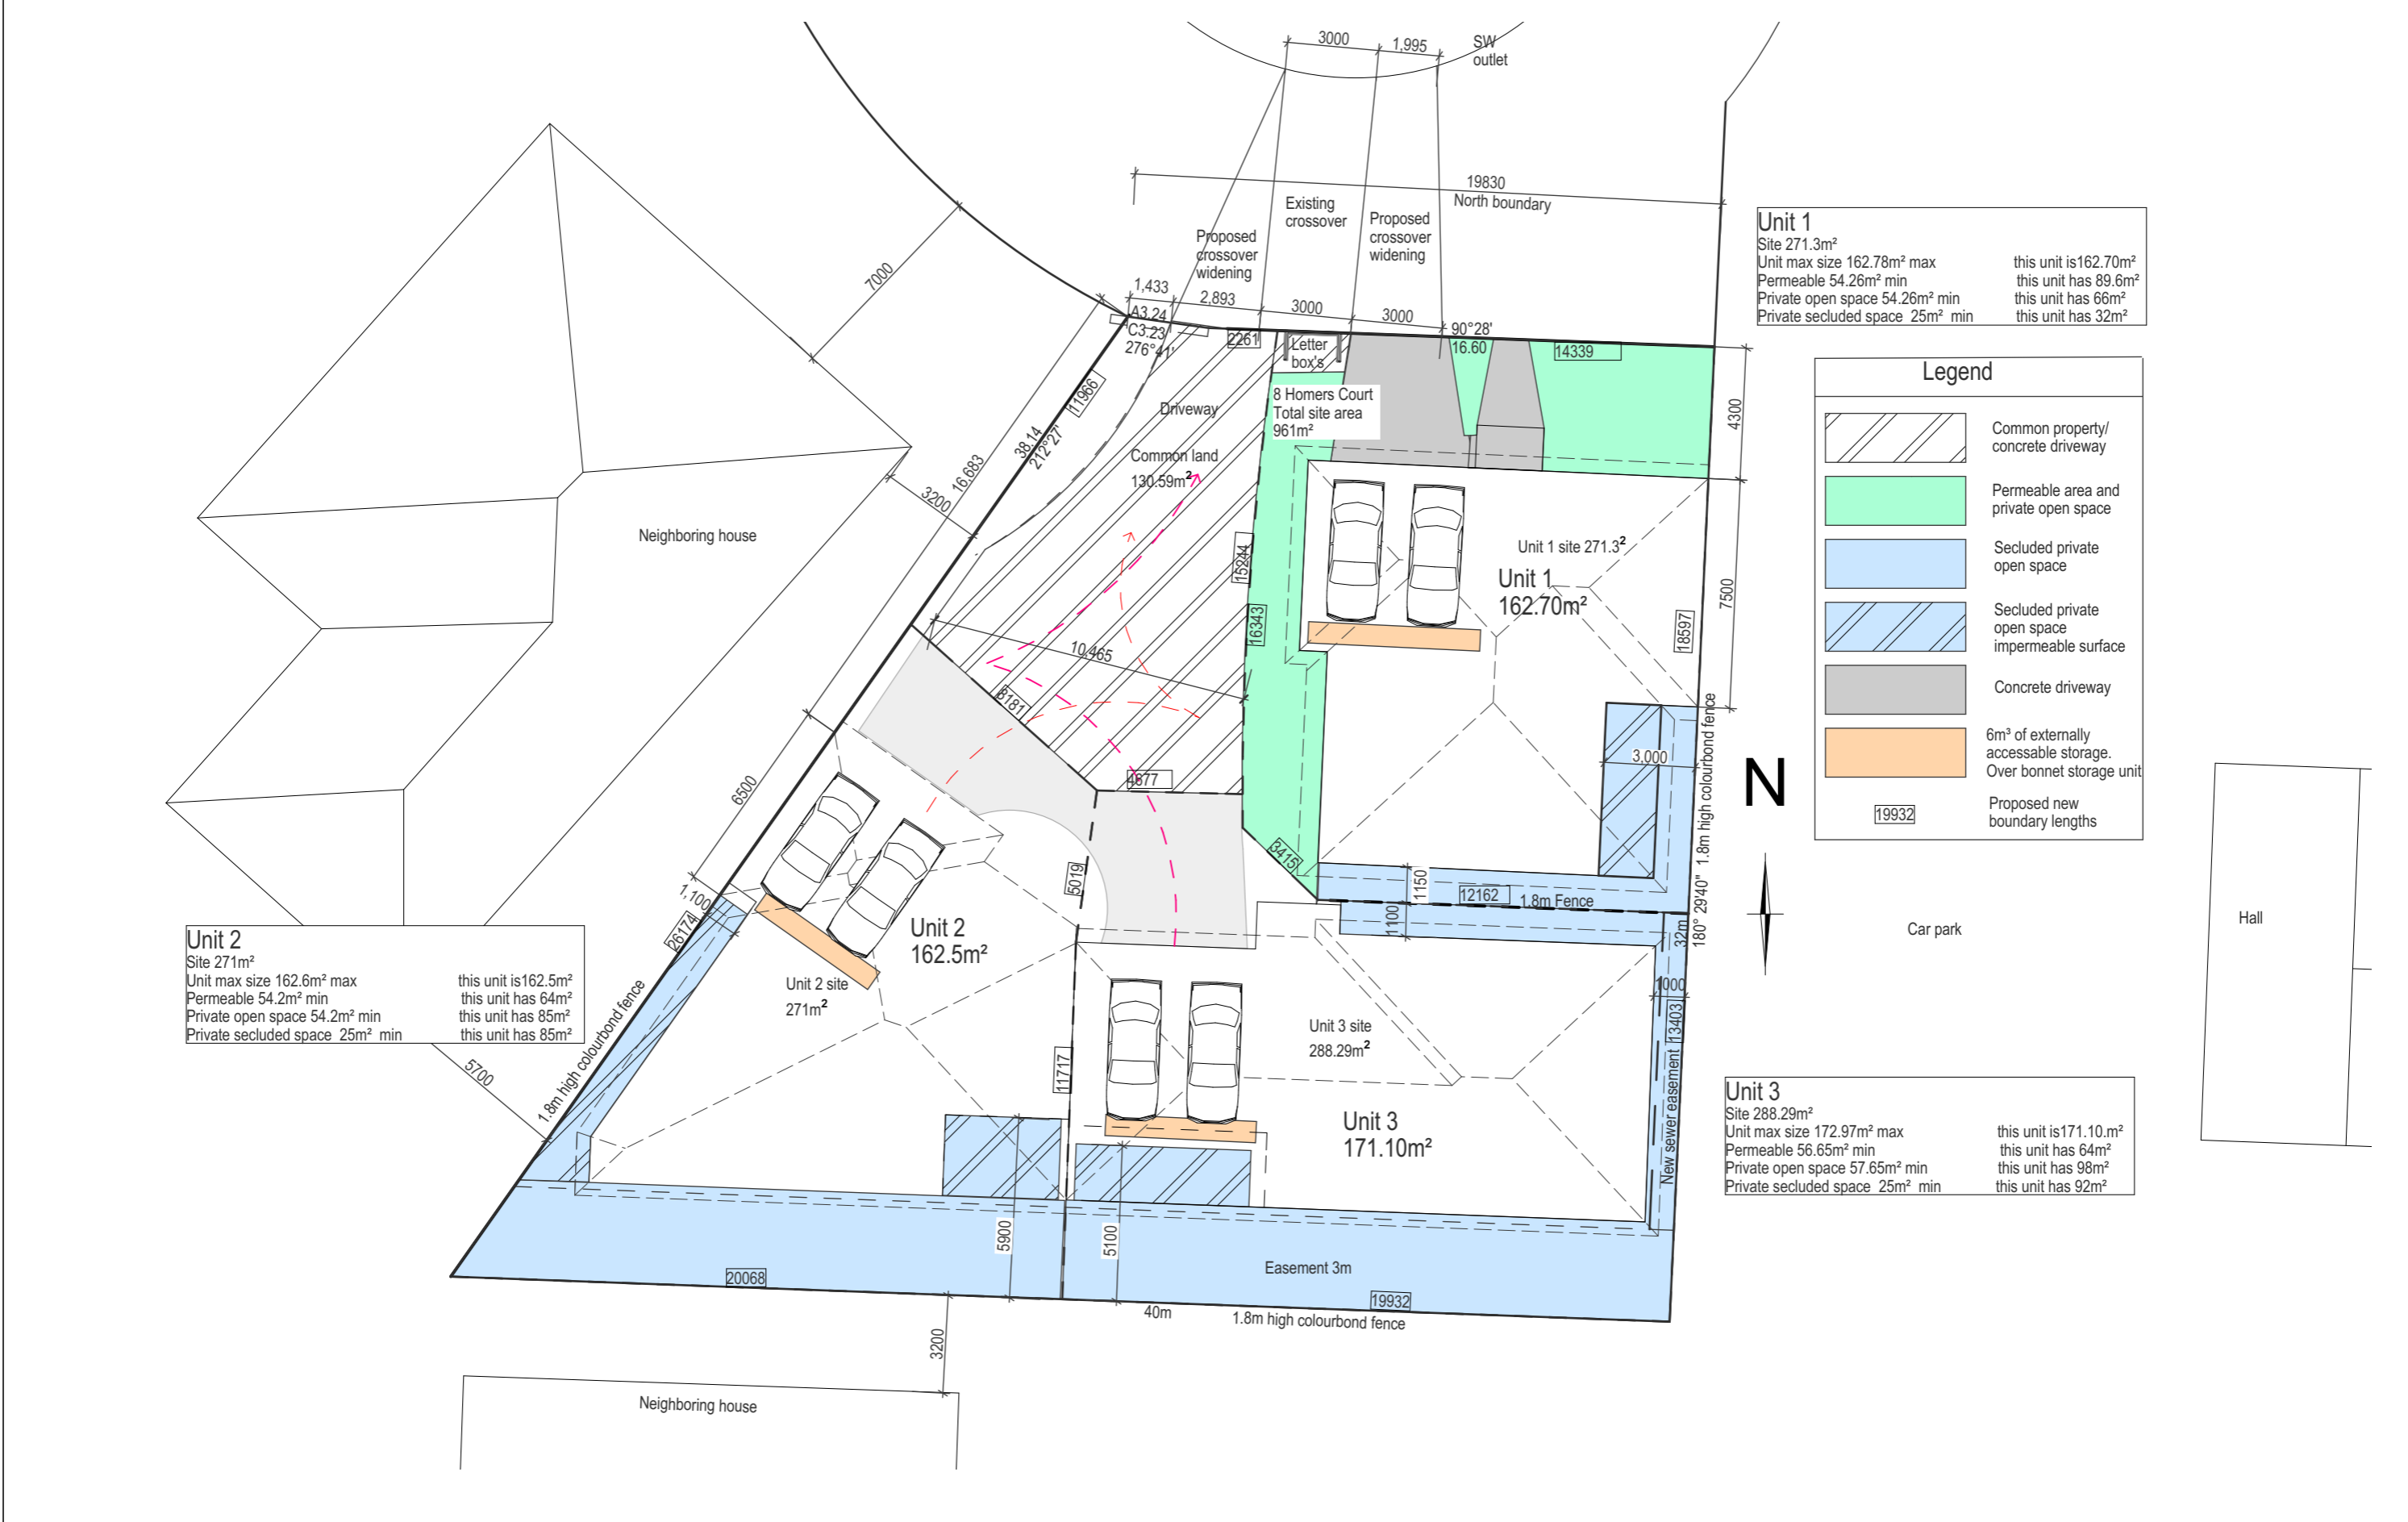 3000
1,995
SW
outlet
19830
North boundary
Existing
crossover
Proposed
crossover
widening
Proposed
crossover
widening
7000
1,433
2,893
3000
3000
A3.24
C3.23
276°41'
2261
Letter
box's
90°28'
16.60
14339
Unit 1
Site 271.3m²
Unit max size 162.78m² max this unit is162.70m²
Permeable 54.26m² min this unit has 89.6m²
Private open space 54.26m² min this unit has 66m²
Private secluded space 25m² min this unit has 32m²
Legend
Common property/
concrete driveway
Permeable area and
private open space
Secluded private
open space
Secluded private
open space
impermeable surface
Concrete driveway
6m³ of externally
accessable storage.
Over bonnet storage unit
19932
Proposed new
boundary lengths
11966
Driveway
8 Homers Court
Total site area
961m²
4300
38.14
212°27'
16,683
Common land
130.59m²
3200
Neighboring house
Unit 1 site 271.3²
Unit 1
162.70m²
15244
16343
7500
18597
10,465
8181
4677
6500
3,000
1.8m high colourbond fence
N
3415
5019
1150
12162
1.8m Fence
1100
1,100
26174
Unit 2
162.5m²
32m
180° 29'40"
Car park
Hall
Unit 2
Site 271m²
Unit max size 162.6m² max this unit is162.5m²
Permeable 54.2m² min this unit has 64m²
Private open space 54.2m² min this unit has 85m²
Private secluded space 25m² min this unit has 85m²
Unit 2 site
271m²
1000
13403
New sewer easement
Unit 3 site
288.29m²
5700
1.8m high colourbond fence
11717
Unit 3
171.10m²
Unit 3
Site 288.29m²
Unit max size 172.97m² max this unit is171.10.m²
Permeable 56.65m² min this unit has 64m²
Private open space 57.65m² min this unit has 98m²
Private secluded space 25m² min this unit has 92m²
5900
5100
Easement 3m
20068
19932
40m
1.8m high colourbond fence
3200
Neighboring house